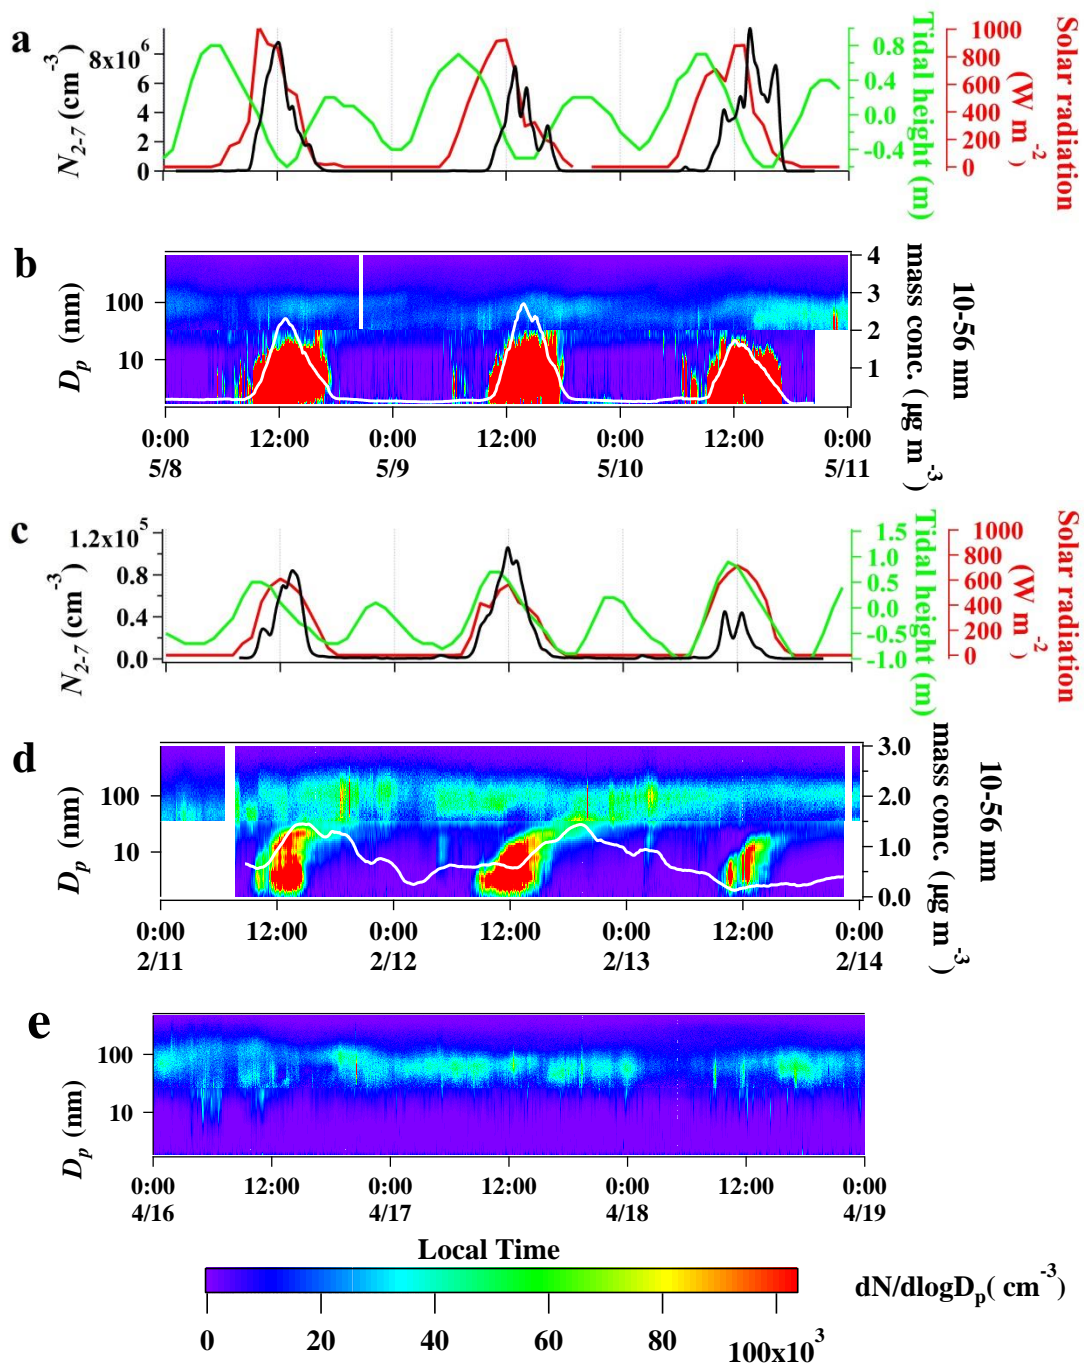 a
N2-7 (cm-3)
8x10^6
6
4
2
0
0.8
0.4
0.0
-0.4
Tidal height (m)
1000
800
600
400
200
0
Solar radiation
(W m-2)
b
Dp (nm)
100
10
4
3
2
1
mass conc. (μg m-3)
10-56 nm
0:00 12:00 0:00 12:00 0:00 12:00 0:00
5/8 5/9 5/10 5/11
c
N2-7 (cm-3)
1.2x10^5
0.8
0.4
0.0
1.5
1.0
0.5
0.0
-0.5
-1.0
Tidal height (m)
1000
800
600
400
200
0
Solar radiation
(W m-2)
d
Dp (nm)
100
10
3.0
2.0
1.0
0.0
mass conc. (μg m-3)
10-56 nm
0:00 12:00 0:00 12:00 0:00 12:00 0:00
2/11 2/12 2/13 2/14
e
Dp (nm)
100
10
0:00 12:00 0:00 12:00 0:00 12:00 0:00
4/16 4/17 4/18 4/19
Local Time
dN/dlogDp( cm-3)
0 20 40 60 80 100x10^3